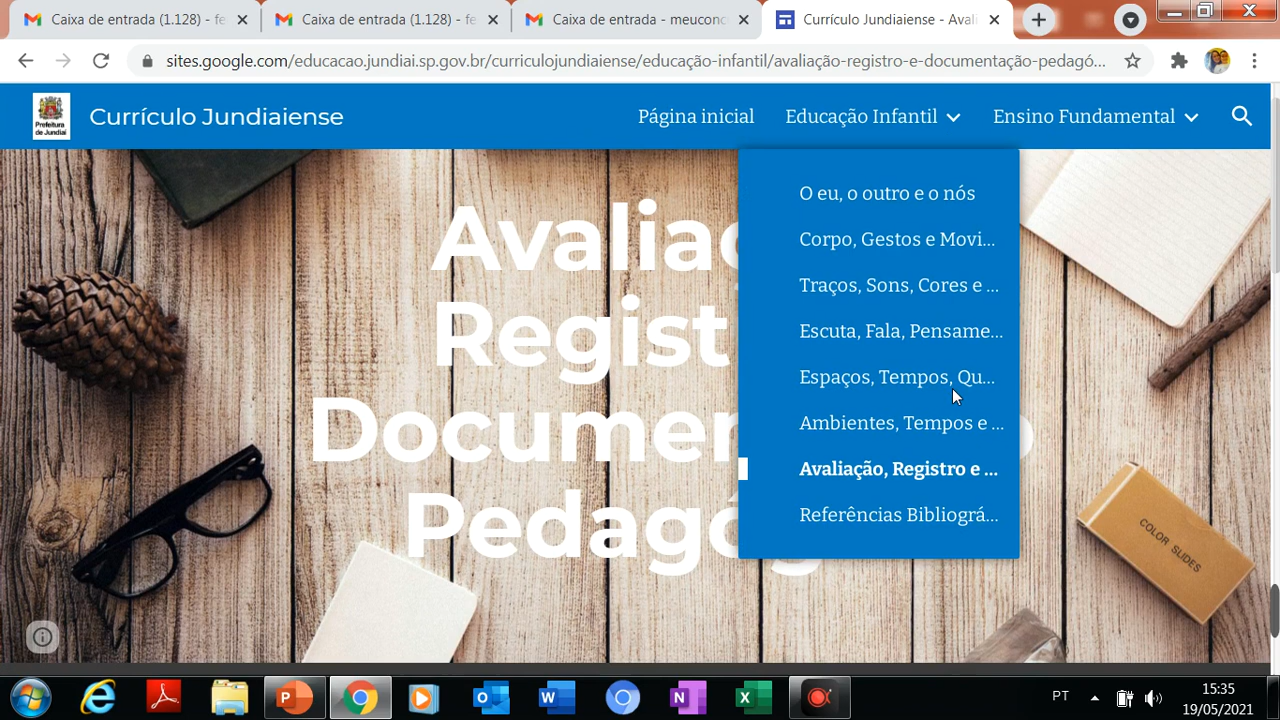 Caixa de entrada (1.128) - fe
Caixa de entrada (1.128) - fe
Caixa de entrada - meuconc
Currículo Jundiaiense - Avali
sites.google.com/educacao.jundiai.sp.gov.br/curriculojundiaiense/educação-infantil/avaliação-registro-e-documentação-pedagó...
Prefeitura
de Jundiaí
Currículo Jundiaiense
Página inicial
Educação Infantil
Ensino Fundamental
O eu, o outro e o nós
Corpo, Gestos e Movi...
Traços, Sons, Cores e ...
Escuta, Fala, Pensame...
Espaços, Tempos, Qu...
Ambientes, Tempos e ...
Avaliação, Registro e ...
Referências Bibliográ...
Avaliaç
Regist
Documen
Pedagóg
COLOR SLIDES
PT
15:35
19/05/2021